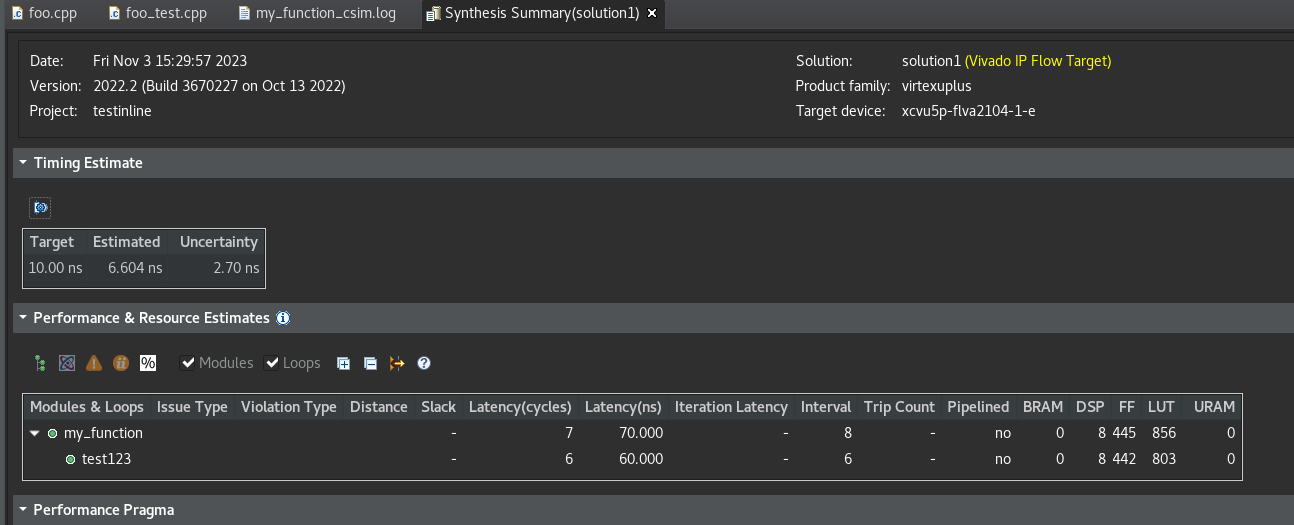 foo.cpp foo_test.cpp my_function_csim.log Synthesis Summary(solution1)
Date: Fri Nov 3 15:29:57 2023 Solution: solution1 (Vivado IP Flow Target)
Version: 2022.2 (Build 3670227 on Oct 13 2022) Product family: virtexuplus
Project: testinline Target device: xcvu5p-flva2104-1-e
Timing Estimate
Target Estimated Uncertainty
10.00 ns 6.604 ns 2.70 ns
Performance & Resource Estimates
% Modules Loops
Modules & Loops Issue Type Violation Type Distance Slack Latency(cycles) Latency(ns) Iteration Latency Interval Trip Count Pipelined BRAM DSP FF LUT URAM
my_function - 7 70.000 - 8 - no 0 8 445 856 0
test123 - 6 60.000 - 6 - no 0 8 442 803 0
Performance Pragma